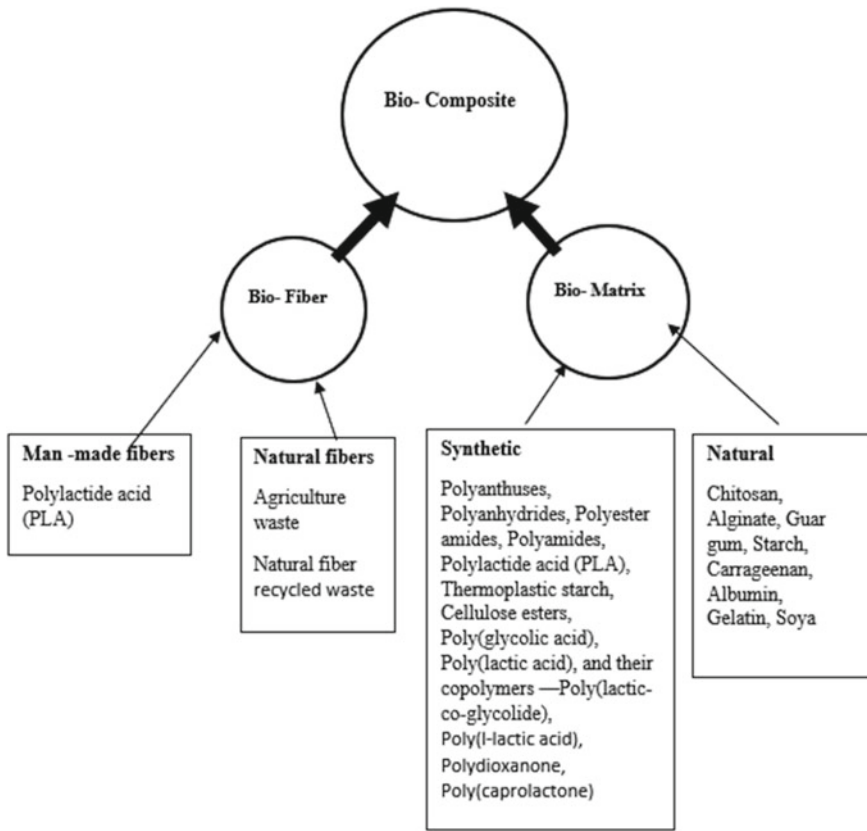 Bio- Composite
Bio- Fiber
Bio- Matrix
Man -made fibers
Polylactide acid
(PLA)
Natural fibers
Agriculture
waste
Natural fiber
recycled waste
Synthetic
Polyanthuses,
Polyanhydrides, Polyester
amides, Polyamides,
Polylactide acid (PLA),
Thermoplastic starch,
Cellulose esters,
Poly(glycolic acid),
Poly(lactic acid), and their
copolymers —Poly(lactic-
co-glycolide),
Poly(l-lactic acid),
Polydioxanone,
Poly(caprolactone)
Natural
Chitosan,
Alginate, Guar
gum, Starch,
Carrageenan,
Albumin,
Gelatin, Soya